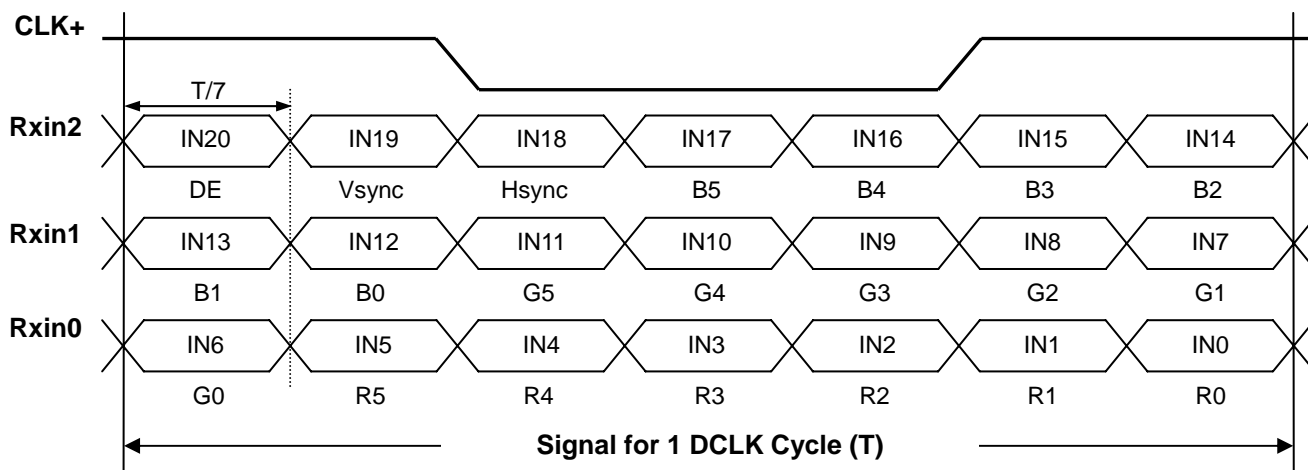 CLK+
T/7
Rxin2 IN20 IN19 IN18 IN17 IN16 IN15 IN14
DE Vsync Hsync B5 B4 B3 B2
Rxin1 IN13 IN12 IN11 IN10 IN9 IN8 IN7
B1 B0 G5 G4 G3 G2 G1
Rxin0 IN6 IN5 IN4 IN3 IN2 IN1 IN0
G0 R5 R4 R3 R2 R1 R0
Signal for 1 DCLK Cycle (T)